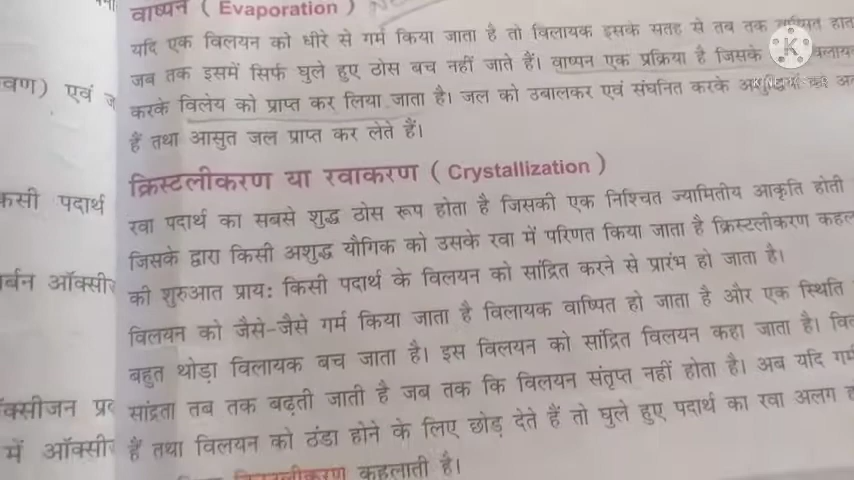 वाष्पन ( Evaporation )
यदि एक विलयन को धीरे से गर्म किया जाता है तो विलायक इसके सतह से तब तक
जब तक इसमें सिर्फ घुले हुए ठोस बच नहीं जाते हैं। वाष्पन एक प्रक्रिया है जिसके
करके विलेय को प्राप्त कर लिया जाता है। जल को उबालकर एवं संघनित करके
हैं तथा आसुत जल प्राप्त कर लेते हैं।
क्रिस्टलीकरण या रवाकरण ( Crystallization )
रवा पदार्थ का सबसे शुद्ध ठोस रूप होता है जिसकी एक निश्चित ज्यामितीय आकृति होती
जिसके द्वारा किसी अशुद्ध यौगिक को उसके रवा में परिणत किया जाता है क्रिस्टलीकरण
की शुरुआत प्राय: किसी पदार्थ के विलयन को सांद्रित करने से प्रारंभ हो जाता है।
विलयन को जैसे-जैसे गर्म किया जाता है विलायक वाष्पित हो जाता है और एक स्थिति
बहुत थोड़ा विलायक बच जाता है। इस विलयन को सांद्रित विलयन कहा जाता है।
सांद्रता तब तक बढ़ती जाती है जब तक कि विलयन संतृप्त नहीं होता है। अब यदि
हैं तथा विलयन को ठंडा होने के लिए छोड़ देते हैं तो घुले हुए पदार्थ का रवा अलग
क्रिस्टलीकरण कहलाती है।
एवं
पदार्थ
में
K